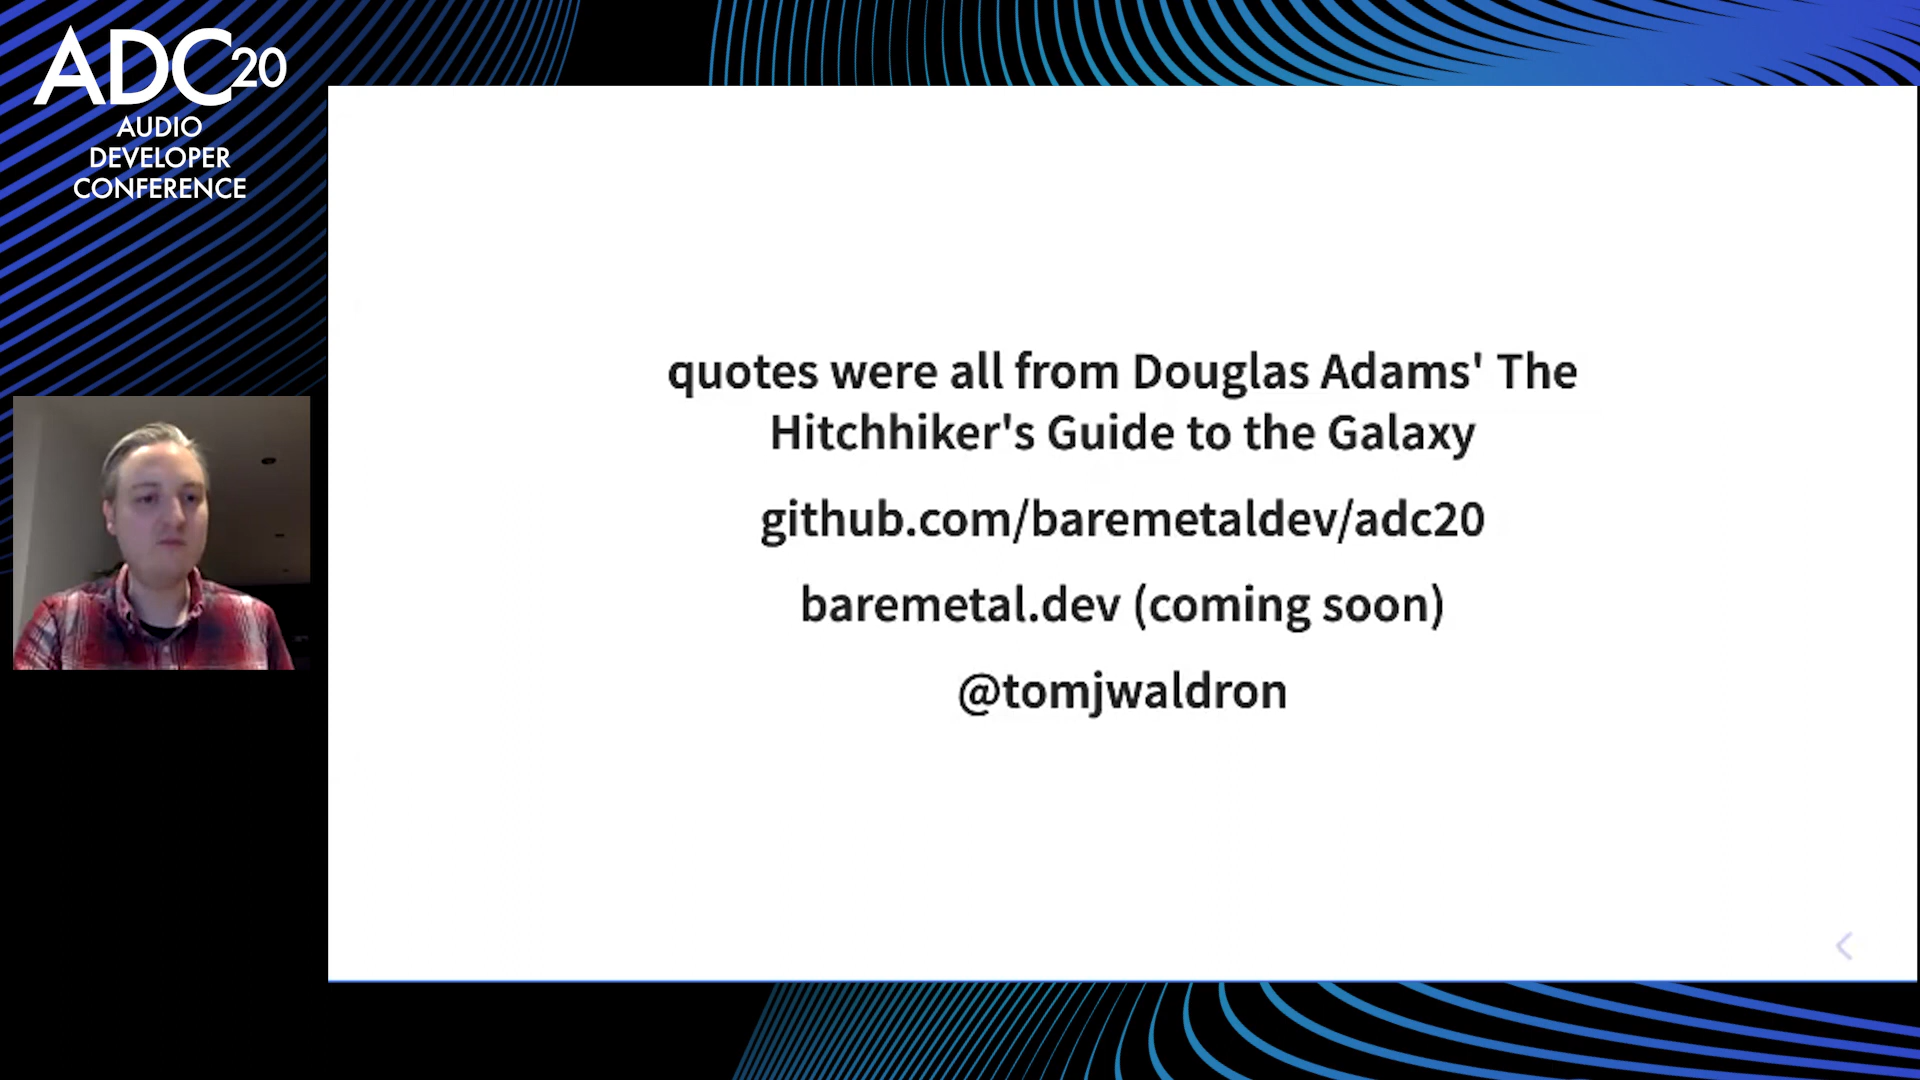 ADC20
AUDIO
DEVELOPER
CONFERENCE
quotes were all from Douglas Adams' The
Hitchhiker's Guide to the Galaxy
github.com/baremetaldev/adc20
baremetal.dev (coming soon)
@tomjwaldron